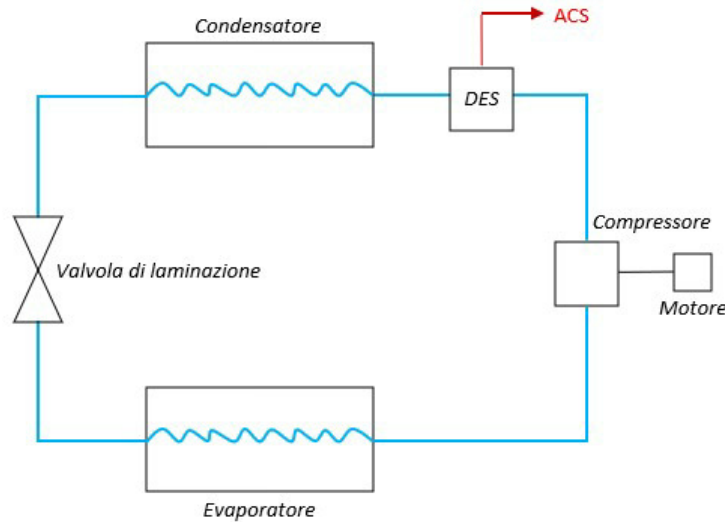 Condensatore
ACS
DES
Compressore
Valvola di laminazione
Motore
Evaporatore